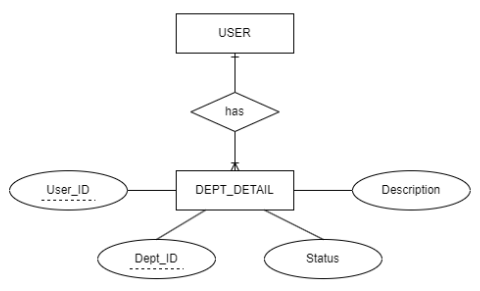 USER
has
User_ID
DEPT_DETAIL
Description
Dept_ID
Status